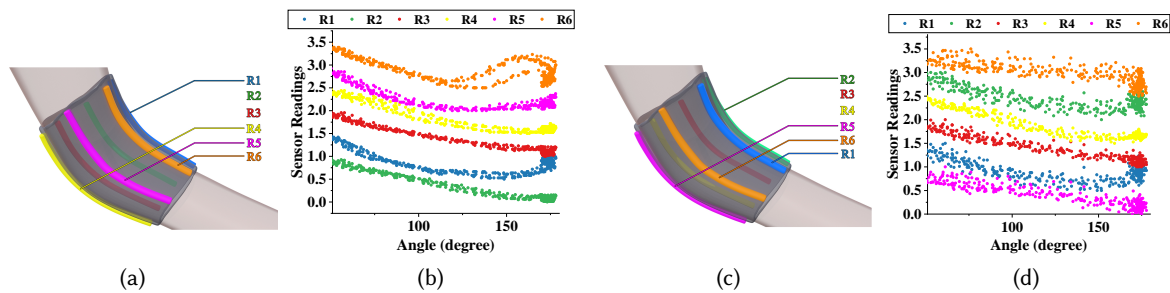 R1
R2
R3
R4
R5
R6
(a)
R1 R2 R3 R4 R5 R6
Sensor Readings
3.5
3.0
2.5
2.0
1.5
1.0
0.5
0.0
100 150
Angle (degree)
(b)
R2
R3
R4
R5
R6
R1
(c)
R1 R2 R3 R4 R5 R6
Sensor Readings
3.5
3.0
2.5
2.0
1.5
1.0
0.5
0.0
100 150
Angle (degree)
(d)